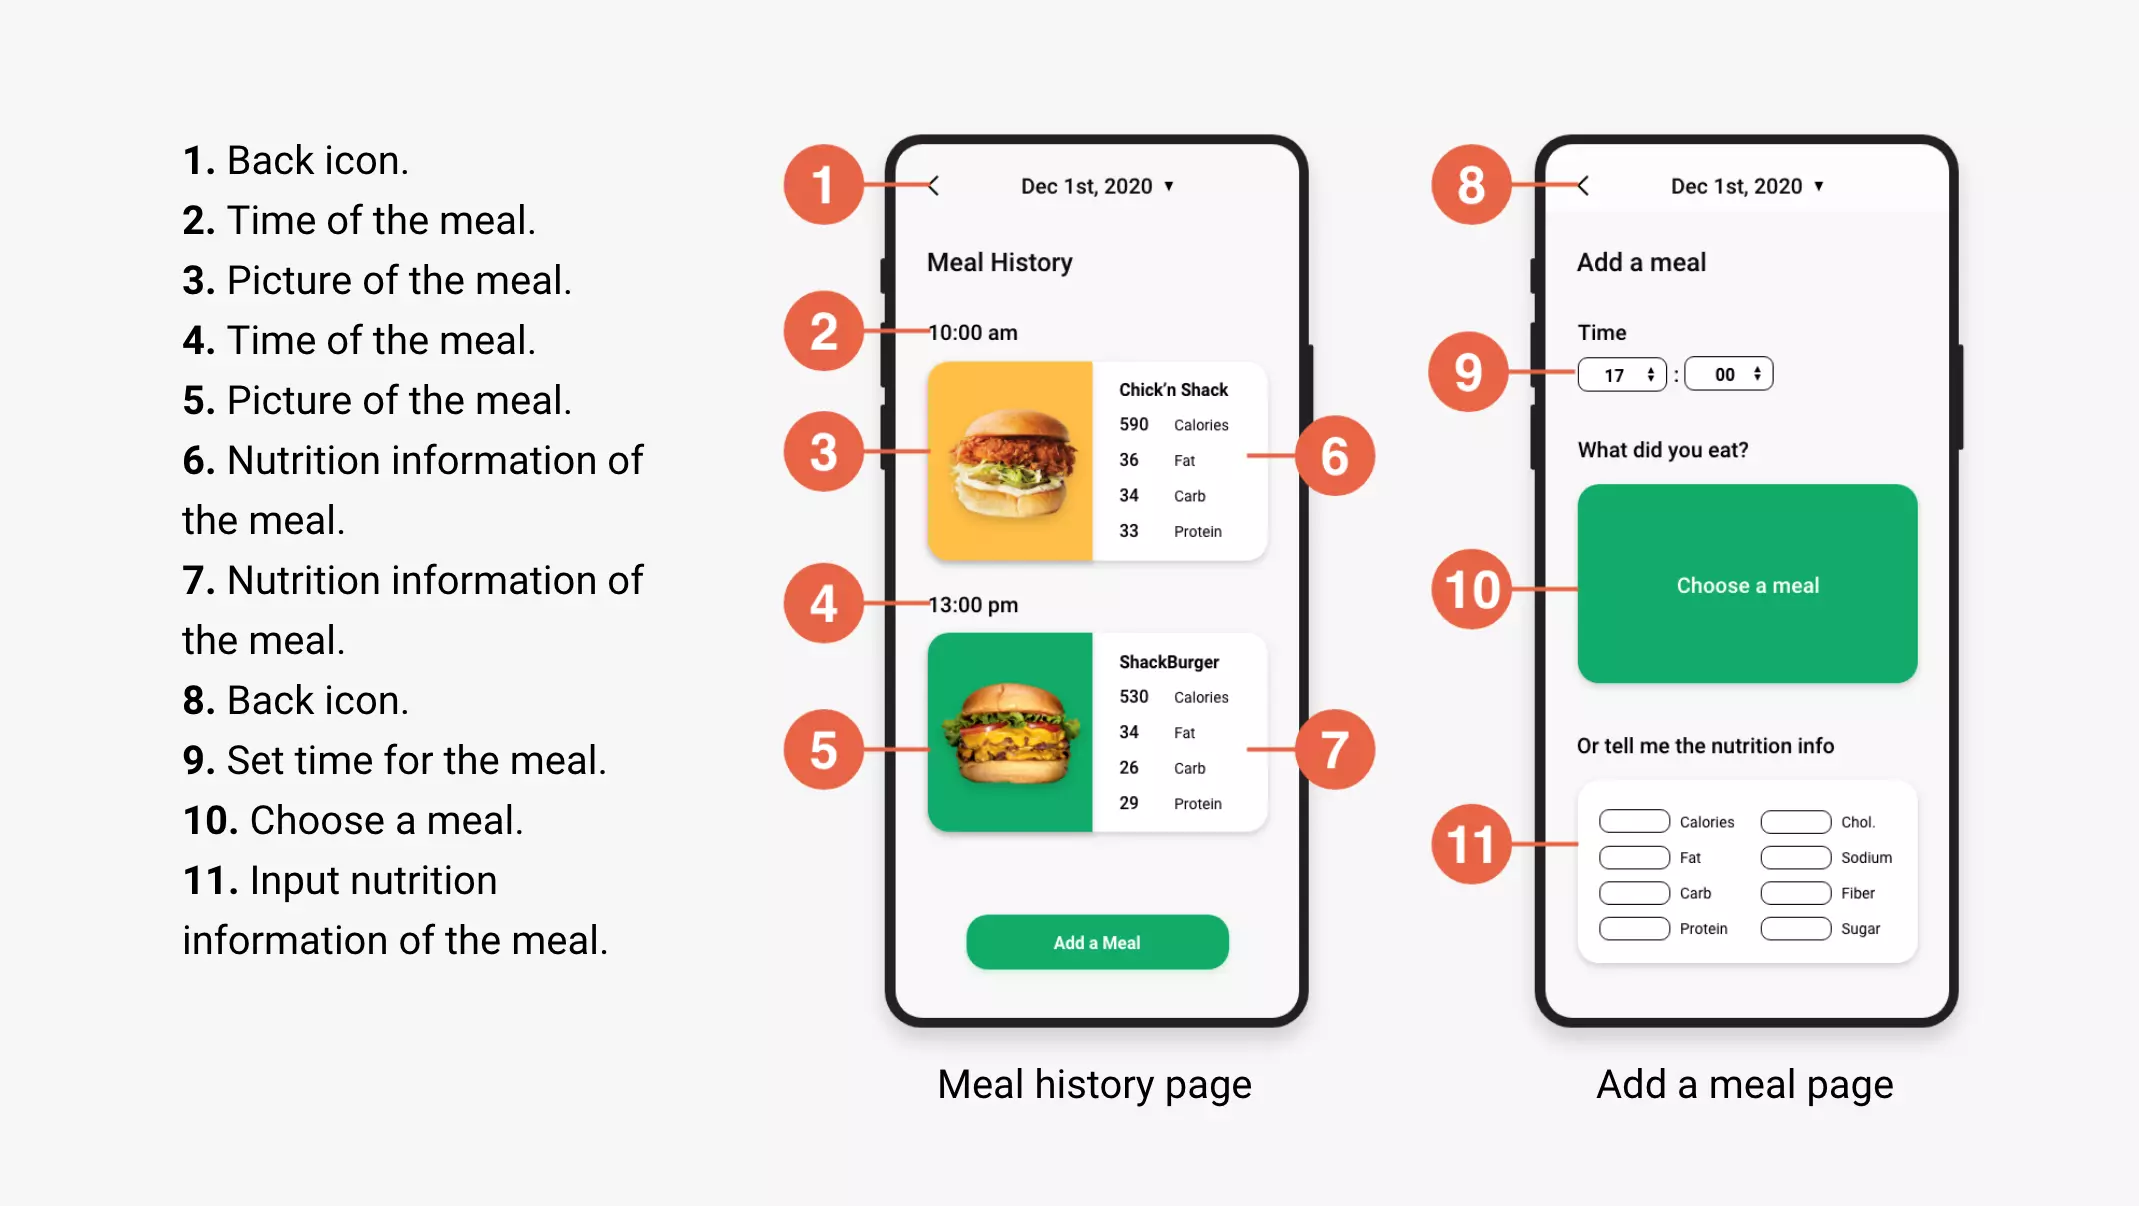 1. Back icon.
2. Time of the meal.
3. Picture of the meal.
4. Time of the meal.
5. Picture of the meal.
6. Nutrition information of
the meal.
7. Nutrition information of
the meal.
8. Back icon.
9. Set time for the meal.
10. Choose a meal.
11. Input nutrition
information of the meal.
1
Dec 1st, 2020 ▼
Meal History
2
10:00 am
3
Chick’n Shack
590 Calories
36 Fat
34 Carb
33 Protein
6
4
13:00 pm
5
ShackBurger
530 Calories
34 Fat
26 Carb
29 Protein
7
Add a Meal
Meal history page
8
Dec 1st, 2020 ▼
Add a meal
Time
9
17 : 00
What did you eat?
10
Choose a meal
Or tell me the nutrition info
11
Calories Chol.
Fat Sodium
Carb Fiber
Protein Sugar
Add a meal page